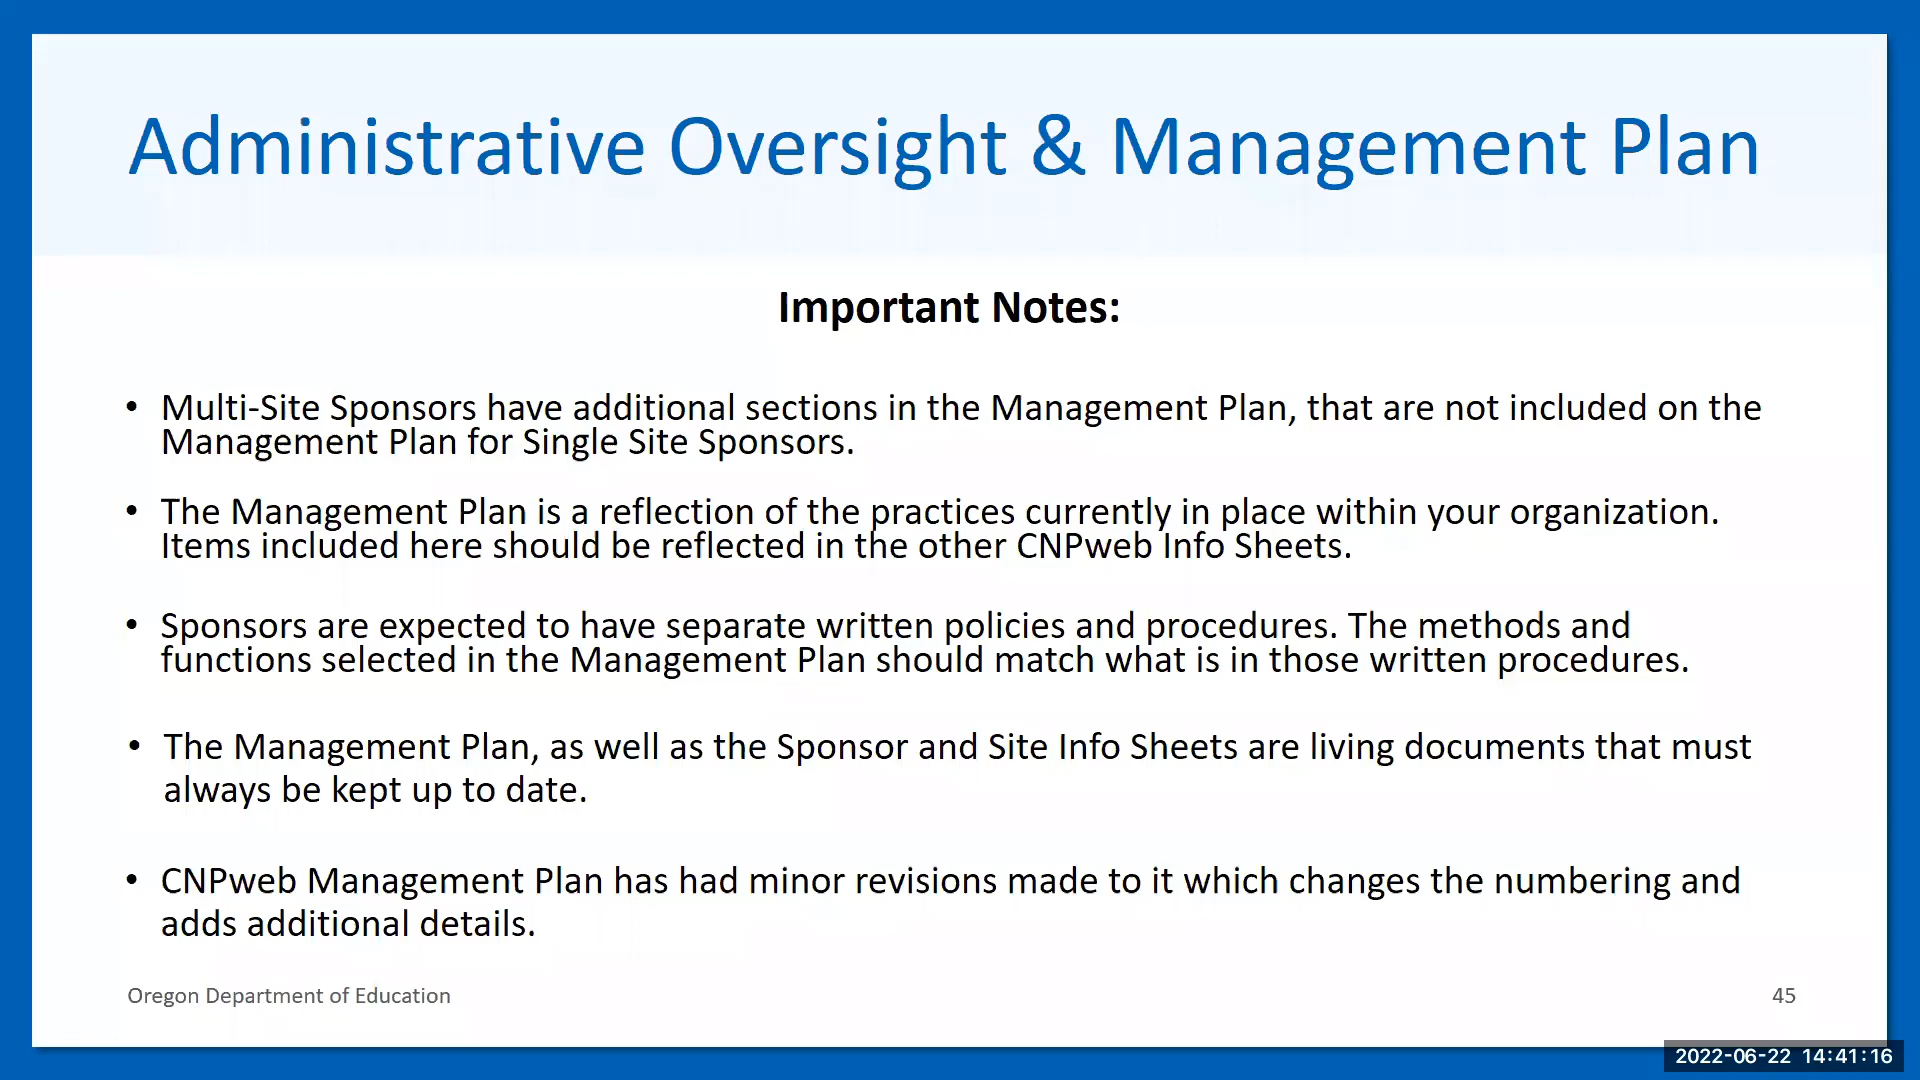 Administrative Oversight & Management Plan
Important Notes:
• Multi-Site Sponsors have additional sections in the Management Plan, that are not included on the
Management Plan for Single Site Sponsors.
• The Management Plan is a reflection of the practices currently in place within your organization.
Items included here should be reflected in the other CNPweb Info Sheets.
• Sponsors are expected to have separate written policies and procedures. The methods and
functions selected in the Management Plan should match what is in those written procedures.
• The Management Plan, as well as the Sponsor and Site Info Sheets are living documents that must
always be kept up to date.
• CNPweb Management Plan has had minor revisions made to it which changes the numbering and
adds additional details.
Oregon Department of Education
45
2022-06-22 14:41:16